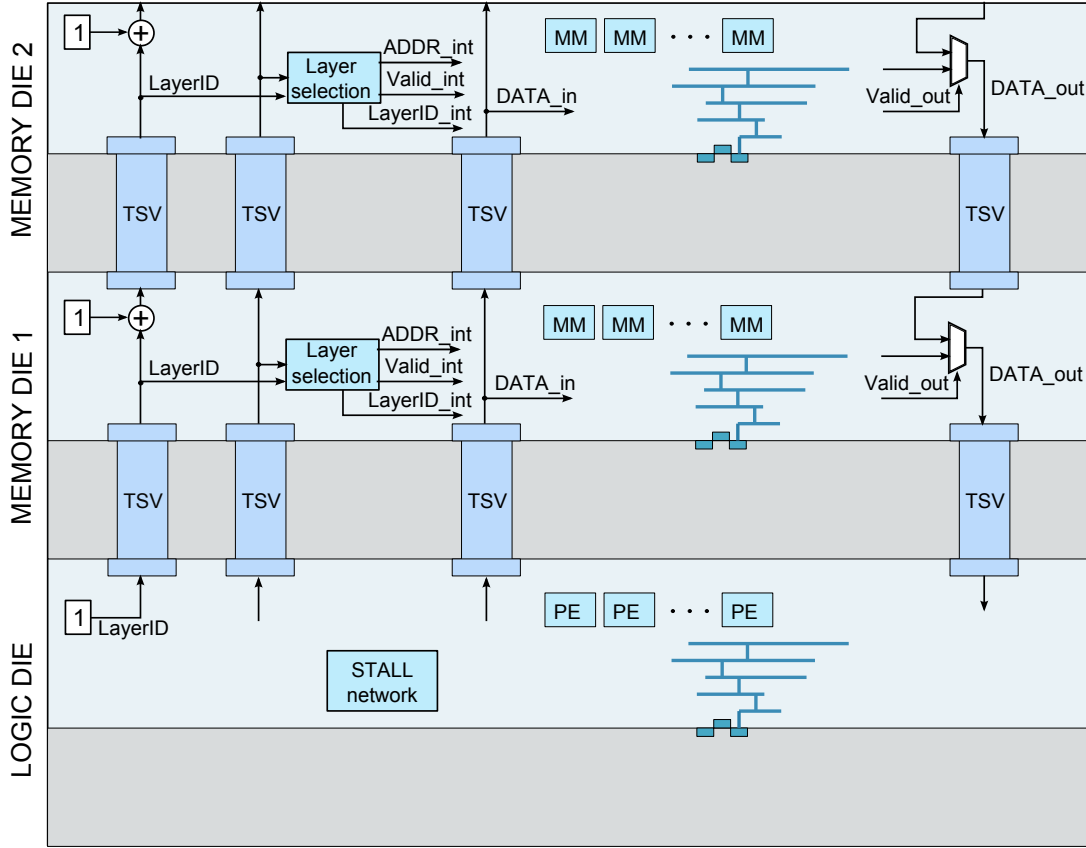 MEMORY DIE 2
1
+
LayerID
Layer
selection
ADDR_int
Valid_int
LayerID_int
DATA_in
MM MM · · · MM
Valid_out
DATA_out
TSV TSV TSV TSV
MEMORY DIE 1
1
+
LayerID
Layer
selection
ADDR_int
Valid_int
LayerID_int
DATA_in
MM MM · · · MM
Valid_out
DATA_out
TSV TSV TSV TSV
LOGIC DIE
1
LayerID
PE PE · · · PE
STALL
network